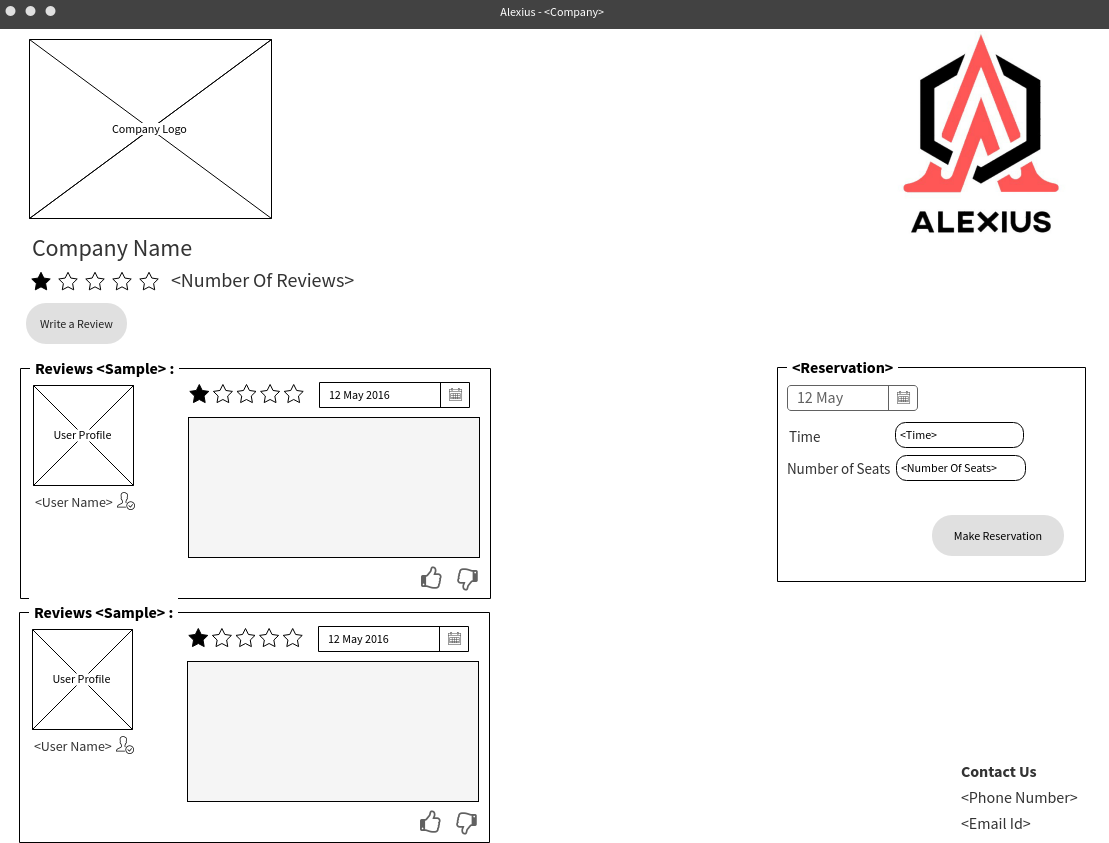 Alexius - <Company>
Company Logo
ALEXIUS
Company Name
<Number Of Reviews>
Write a Review
Reviews <Sample> :
12 May 2016
User Profile
<User Name>
Reviews <Sample> :
12 May 2016
User Profile
<User Name>
<Reservation>
12 May
Time
<Time>
Number of Seats
<Number Of Seats>
Make Reservation
Contact Us
<Phone Number>
<Email Id>